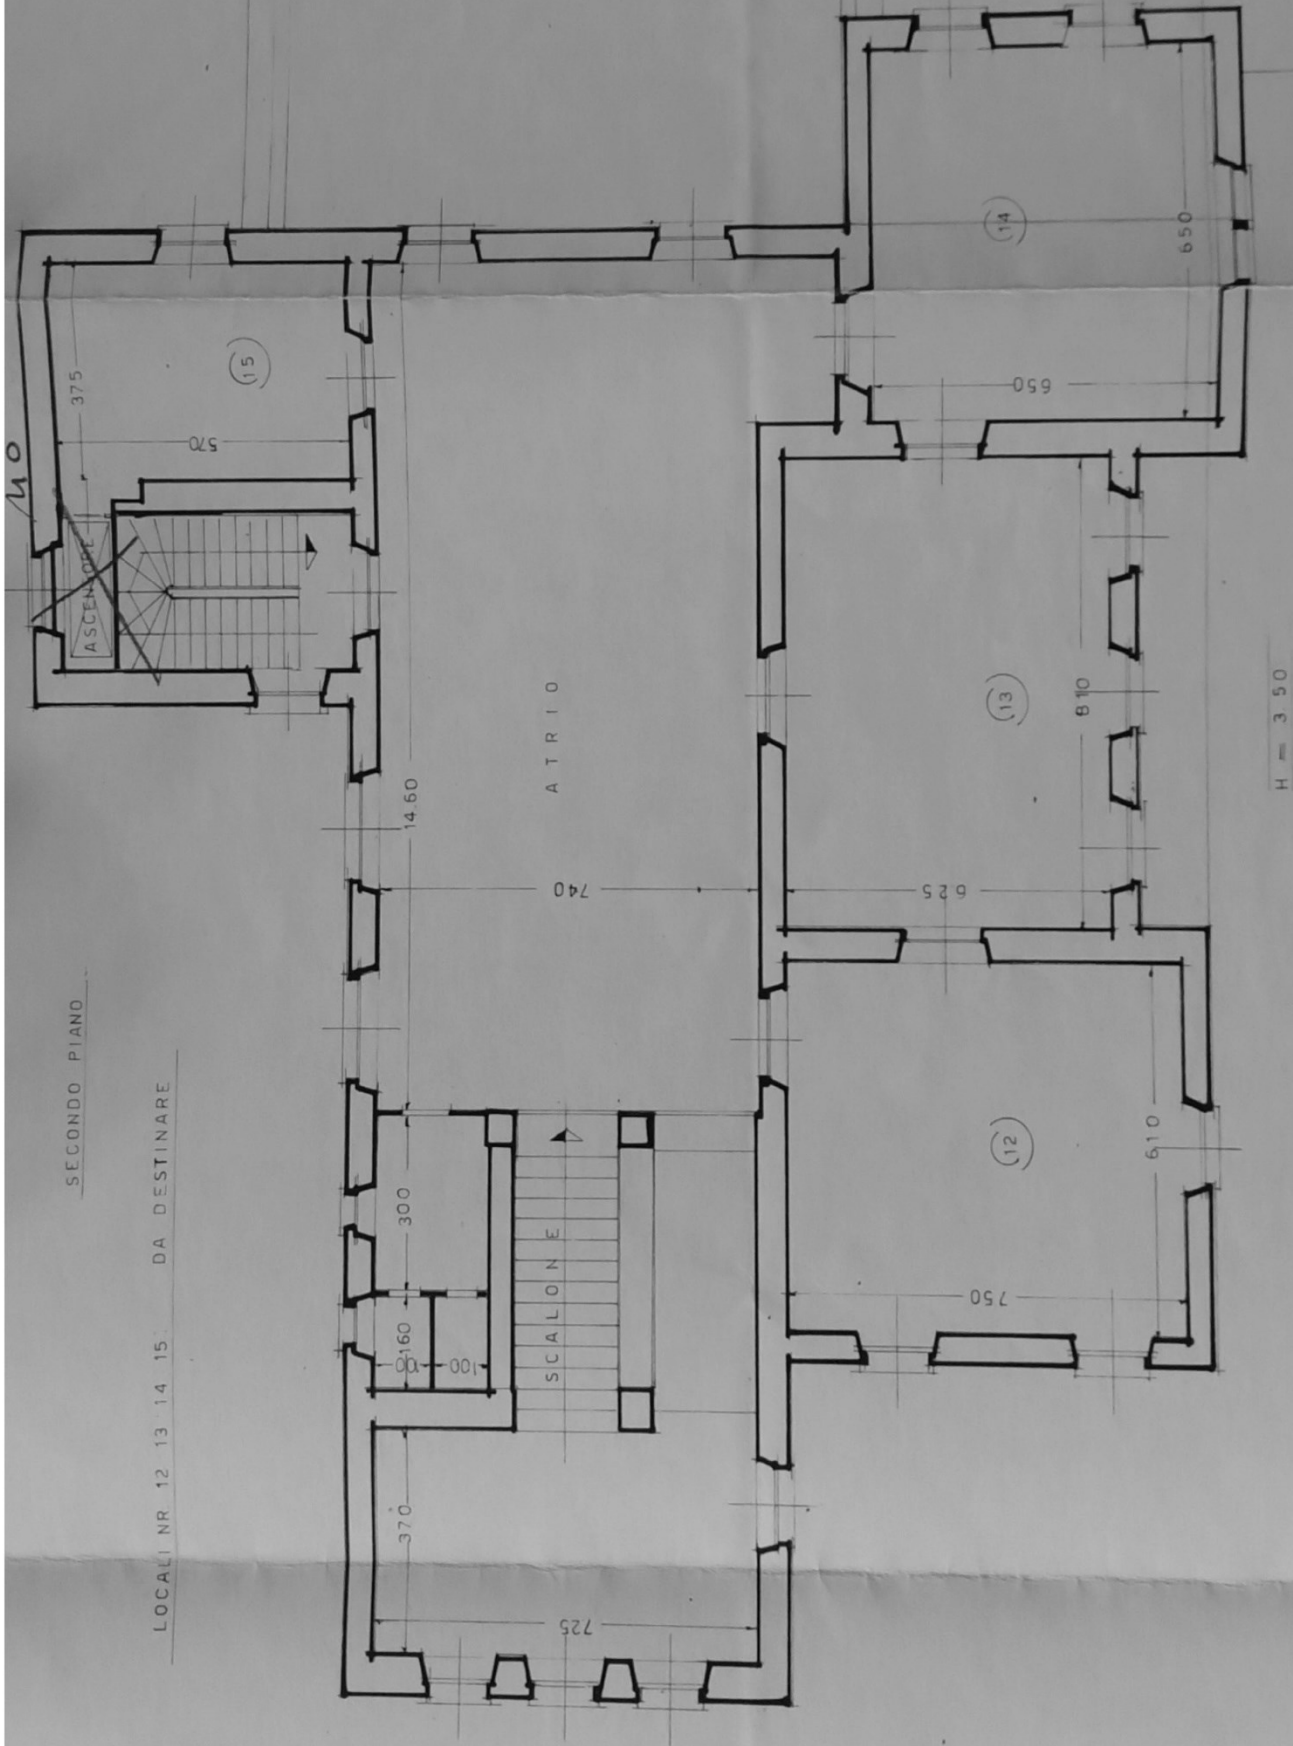 SECONDO PIANO
LOCALI NR 12 13 14 15 DA DESTINARE
NO
ASCENSORE
375
570
(15)
14.60
ATRIO
740
(14)
650
650
(13)
810
625
(12)
610
750
SCALONE
300
160
100
100
370
725
H = 3.50